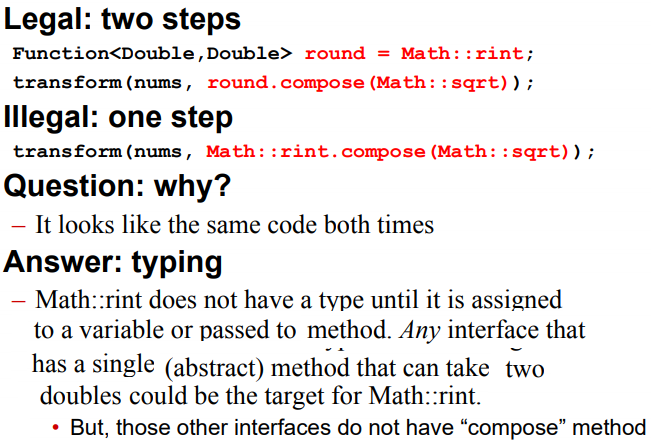 Legal: two steps
Function<Double,Double> round = Math::rint;
transform(nums, round.compose(Math::sqrt));
Illegal: one step
transform(nums, Math::rint.compose(Math::sqrt));
Question: why?
– It looks like the same code both times
Answer: typing
– Math::rint does not have a type until it is assigned
to a variable or passed to method. Any interface that
has a single (abstract) method that can take two
doubles could be the target for Math::rint.
• But, those other interfaces do not have “compose” method